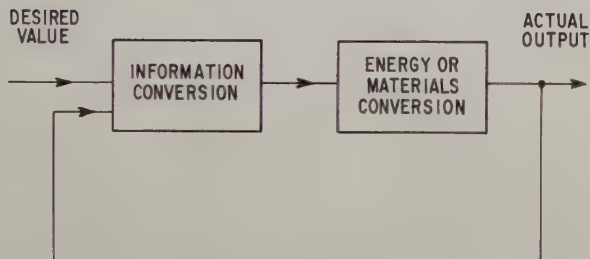 DESIRED
VALUE
INFORMATION
CONVERSION
ENERGY OR
MATERIALS
CONVERSION
ACTUAL
OUTPUT